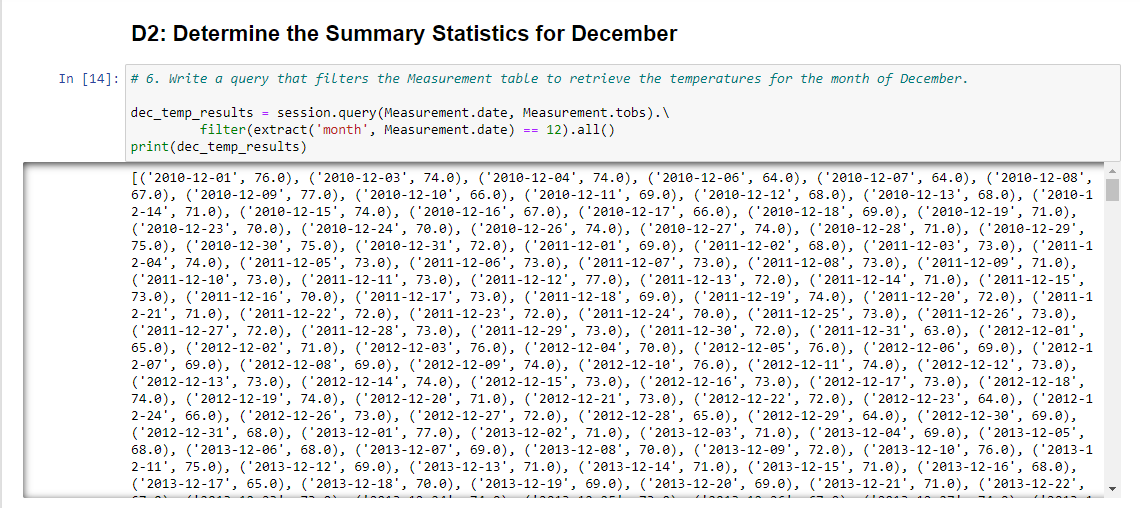 D2: Determine the Summary Statistics for December
In [14]: # 6. Write a query that filters the Measurement table to retrieve the temperatures for the month of December.
dec_temp_results = session.query(Measurement.date, Measurement.tobs).\
filter(extract('month', Measurement.date) == 12).all()
print(dec_temp_results)
[('2010-12-01', 76.0), ('2010-12-03', 74.0), ('2010-12-04', 74.0), ('2010-12-06', 64.0), ('2010-12-07', 64.0), ('2010-12-08',
67.0), ('2010-12-09', 77.0), ('2010-12-10', 66.0), ('2010-12-11', 69.0), ('2010-12-12', 68.0), ('2010-12-13', 68.0), ('2010-1
2-14', 71.0), ('2010-12-15', 74.0), ('2010-12-16', 67.0), ('2010-12-17', 66.0), ('2010-12-18', 69.0), ('2010-12-19', 71.0),
('2010-12-23', 70.0), ('2010-12-24', 70.0), ('2010-12-26', 74.0), ('2010-12-27', 74.0), ('2010-12-28', 71.0), ('2010-12-29',
75.0), ('2010-12-30', 75.0), ('2010-12-31', 72.0), ('2011-12-01', 69.0), ('2011-12-02', 68.0), ('2011-12-03', 73.0), ('2011-1
2-04', 74.0), ('2011-12-05', 73.0), ('2011-12-06', 73.0), ('2011-12-07', 73.0), ('2011-12-08', 73.0), ('2011-12-09', 71.0),
('2011-12-10', 73.0), ('2011-12-11', 73.0), ('2011-12-12', 77.0), ('2011-12-13', 72.0), ('2011-12-14', 71.0), ('2011-12-15',
73.0), ('2011-12-16', 70.0), ('2011-12-17', 73.0), ('2011-12-18', 69.0), ('2011-12-19', 74.0), ('2011-12-20', 72.0), ('2011-1
2-21', 71.0), ('2011-12-22', 72.0), ('2011-12-23', 72.0), ('2011-12-24', 70.0), ('2011-12-25', 73.0), ('2011-12-26', 73.0),
('2011-12-27', 72.0), ('2011-12-28', 73.0), ('2011-12-29', 73.0), ('2011-12-30', 72.0), ('2011-12-31', 63.0), ('2012-12-01',
65.0), ('2012-12-02', 71.0), ('2012-12-03', 76.0), ('2012-12-04', 70.0), ('2012-12-05', 76.0), ('2012-12-06', 69.0), ('2012-1
2-07', 69.0), ('2012-12-08', 69.0), ('2012-12-09', 74.0), ('2012-12-10', 76.0), ('2012-12-11', 74.0), ('2012-12-12', 73.0),
('2012-12-13', 73.0), ('2012-12-14', 74.0), ('2012-12-15', 73.0), ('2012-12-16', 73.0), ('2012-12-17', 73.0), ('2012-12-18',
74.0), ('2012-12-19', 74.0), ('2012-12-20', 71.0), ('2012-12-21', 73.0), ('2012-12-22', 72.0), ('2012-12-23', 64.0), ('2012-1
2-24', 66.0), ('2012-12-26', 73.0), ('2012-12-27', 72.0), ('2012-12-28', 65.0), ('2012-12-29', 64.0), ('2012-12-30', 69.0),
('2012-12-31', 68.0), ('2013-12-01', 77.0), ('2013-12-02', 71.0), ('2013-12-03', 71.0), ('2013-12-04', 69.0), ('2013-12-05',
68.0), ('2013-12-06', 68.0), ('2013-12-07', 69.0), ('2013-12-08', 70.0), ('2013-12-09', 72.0), ('2013-12-10', 76.0), ('2013-1
2-11', 75.0), ('2013-12-12', 69.0), ('2013-12-13', 71.0), ('2013-12-14', 71.0), ('2013-12-15', 71.0), ('2013-12-16', 68.0),
('2013-12-17', 65.0), ('2013-12-18', 70.0), ('2013-12-19', 69.0), ('2013-12-20', 69.0), ('2013-12-21', 71.0), ('2013-12-22',